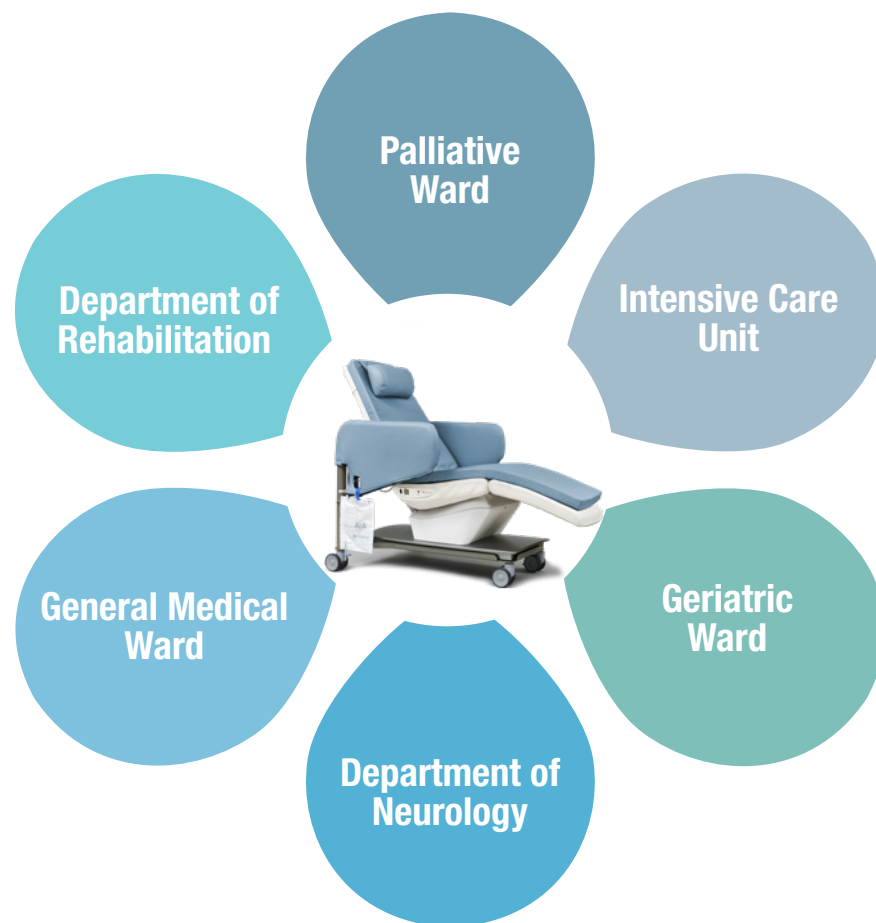 Palliative
Ward
Intensive Care
Unit
Geriatric
Ward
Department of
Neurology
General Medical
Ward
Department of
Rehabilitation